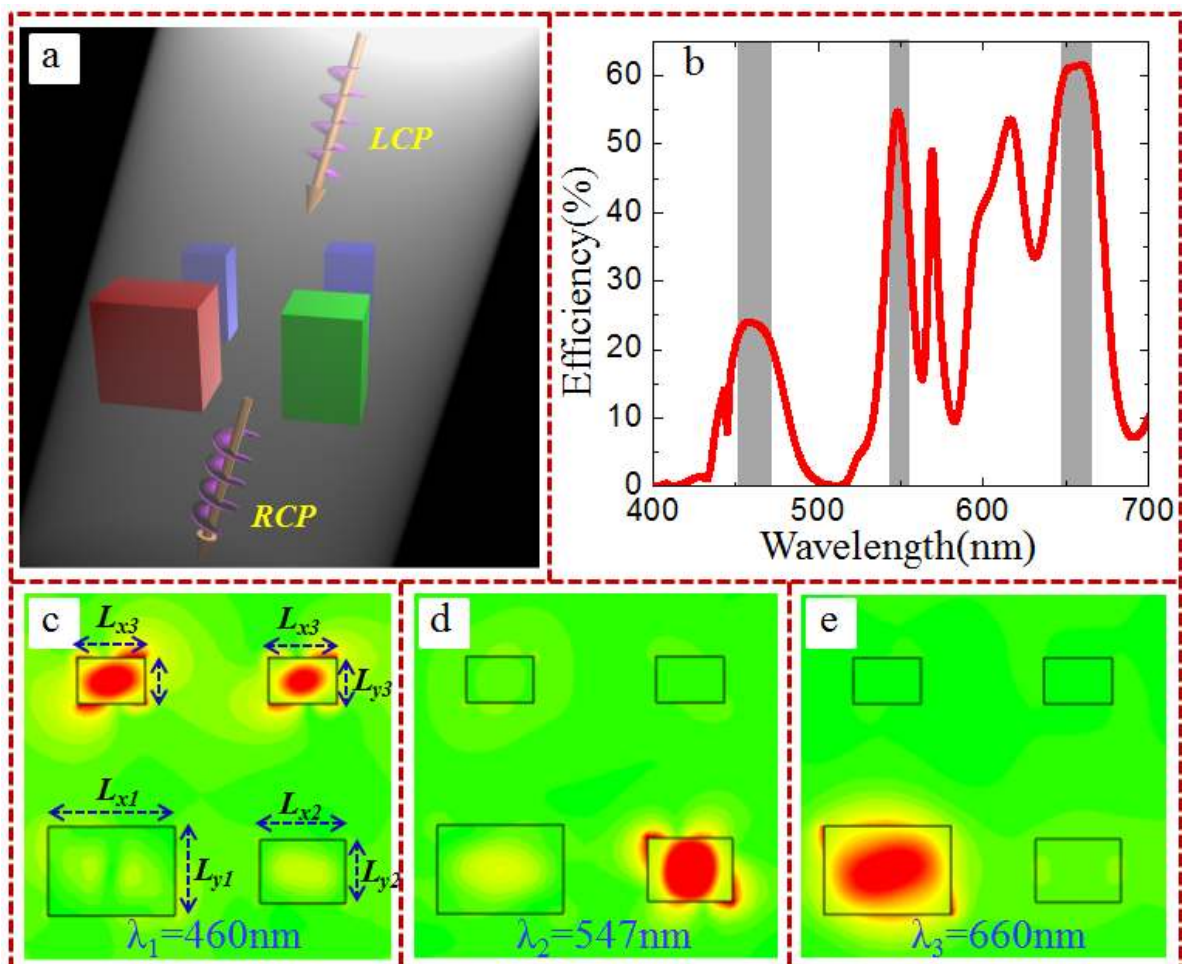 a
LCP
RCP
b
Efficiency(%)
60
50
40
30
20
10
0
400
500
600
700
Wavelength(nm)
c
Lx3
Lx3
Ly3
Lx1
Lx2
Ly1
Ly2
λ1=460nm
d
λ2=547nm
e
λ3=660nm